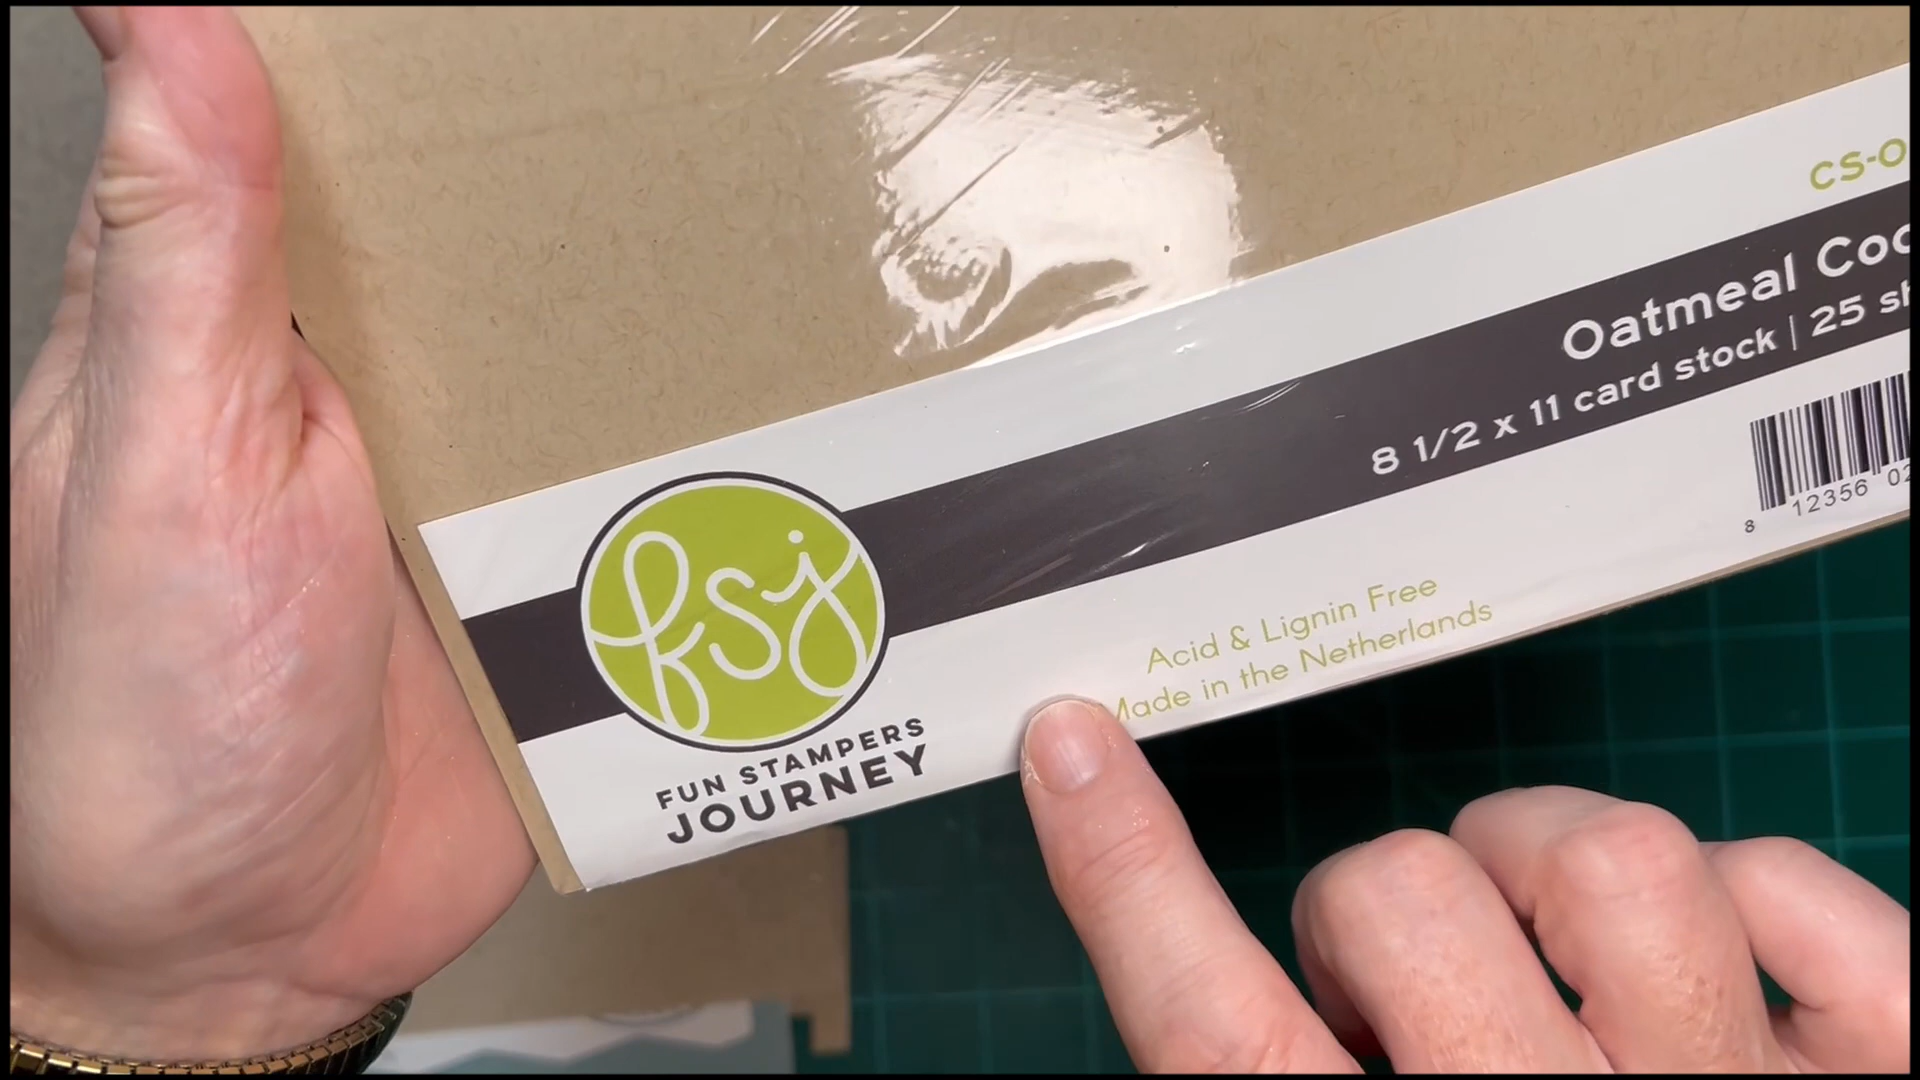 CS-O
Oatmeal Coo
8 1/2 x 11 card stock | 25 sh
8 12356 02
fsj
FUN STAMPERS
JOURNEY
Acid & Lignin Free
Made in the Netherlands